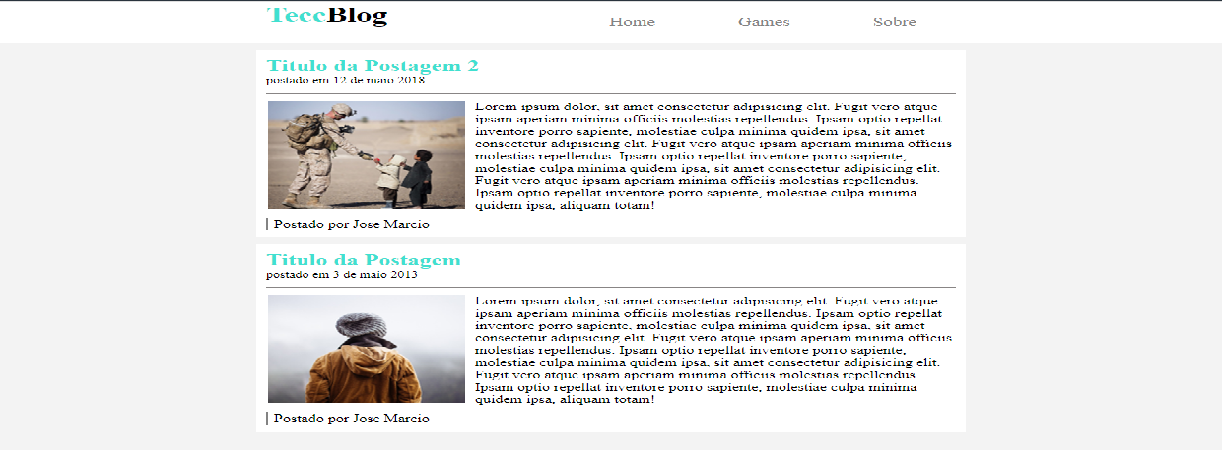 TeccBlog
Home Games Sobre
Titulo da Postagem 2
postado em 12 de maio 2018
Lorem ipsum dolor, sit amet consectetur adipisicing elit. Fugit vero atque
ipsam aperiam minima officiis molestias repellendus. Ipsam optio repellat
inventore porro sapiente, molestiae culpa minima quidem ipsa, sit amet
consectetur adipisicing elit. Fugit vero atque ipsam aperiam minima officiis
molestias repellendus. Ipsam optio repellat inventore porro sapiente,
molestiae culpa minima quidem ipsa, sit amet consectetur adipisicing elit.
Fugit vero atque ipsam aperiam minima officiis molestias repellendus.
Ipsam optio repellat inventore porro sapiente, molestiae culpa minima
quidem ipsa, aliquam totam!
Postado por Jose Marcio
Titulo da Postagem
postado em 3 de maio 2013
Lorem ipsum dolor, sit amet consectetur adipisicing elit. Fugit vero atque
ipsam aperiam minima officiis molestias repellendus. Ipsam optio repellat
inventore porro sapiente, molestiae culpa minima quidem ipsa, sit amet
consectetur adipisicing elit. Fugit vero atque ipsam aperiam minima officiis
molestias repellendus. Ipsam optio repellat inventore porro sapiente,
molestiae culpa minima quidem ipsa, sit amet consectetur adipisicing elit.
Fugit vero atque ipsam aperiam minima officiis molestias repellendus.
Ipsam optio repellat inventore porro sapiente, molestiae culpa minima
quidem ipsa, aliquam totam!
Postado por Jose Marcio